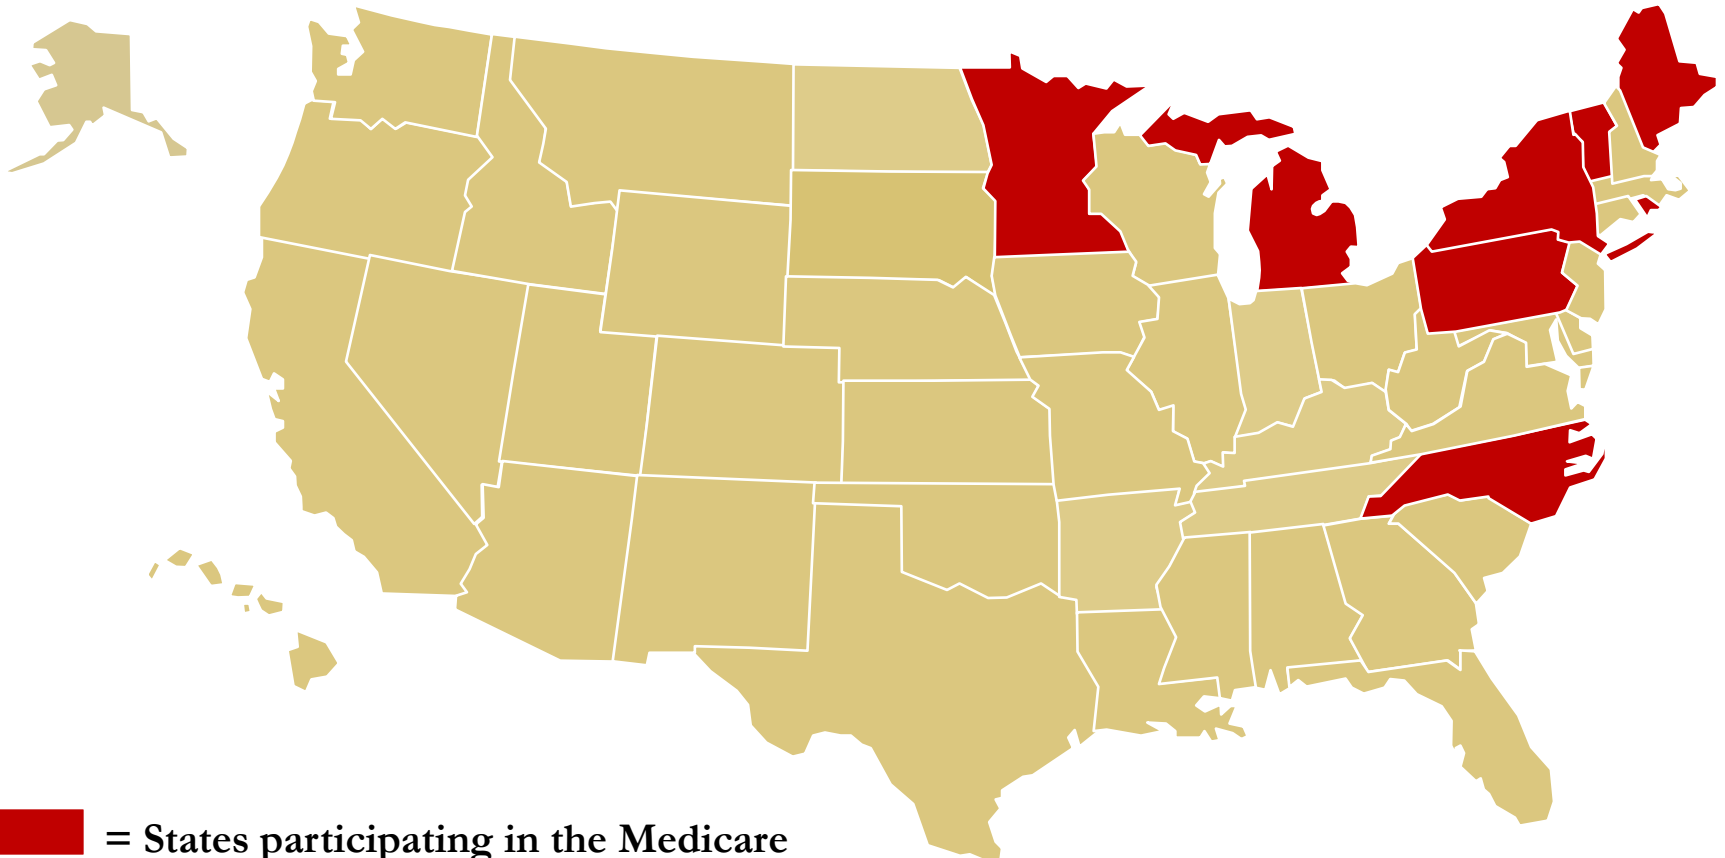 = States participating in the Medicare